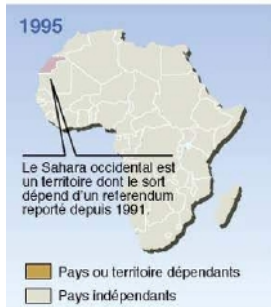 1995
Le Sahara occidental est
un territoire dont le sort
dépend d'un referendum
reporté depuis 1991.
Pays ou territoire dépendants
Pays indépendants